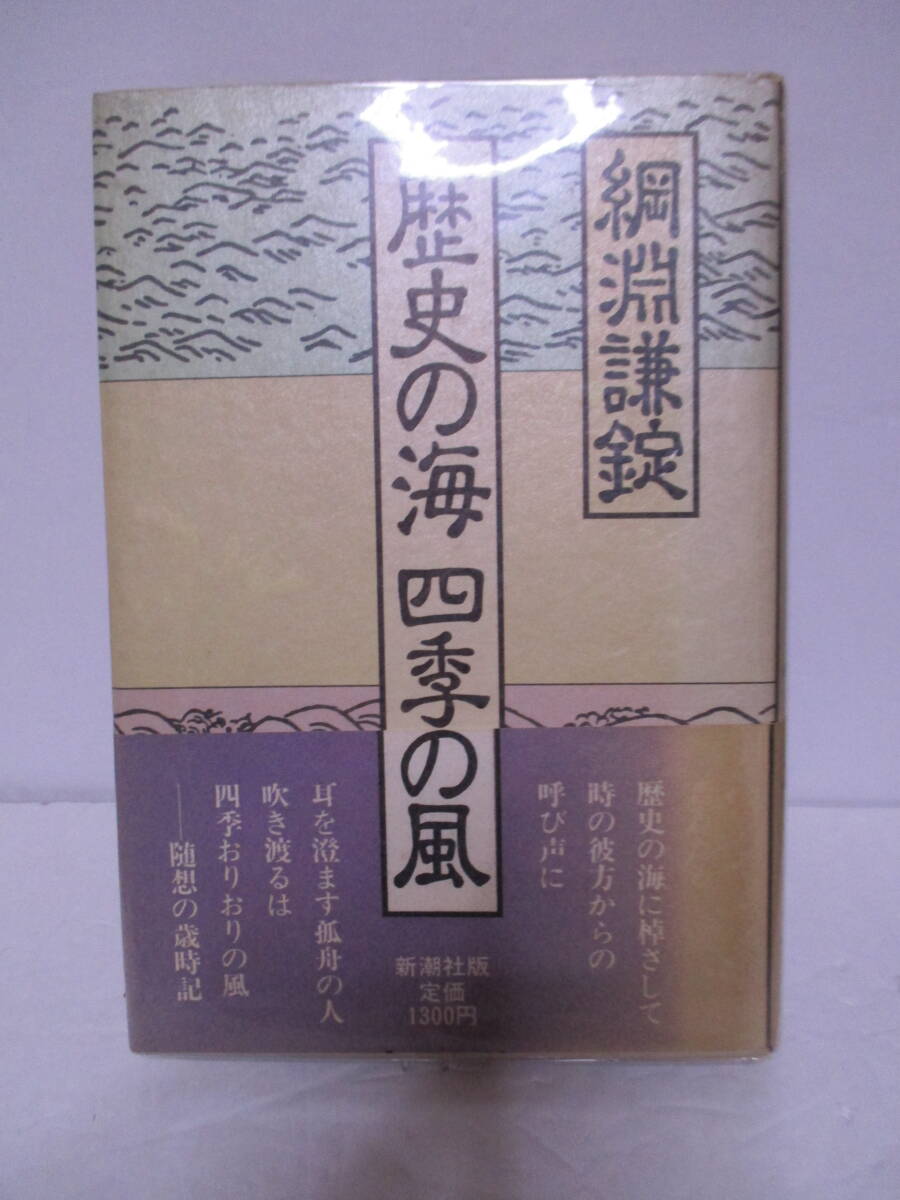 綱淵謙錠
歴史の海 四季の風
歴史の海に棹さして
時の彼方からの
呼び声に
耳を澄ます孤舟の人
吹き渡るは
四季おりおりの風
――随想の歳時記
新潮社版
定価
1300円